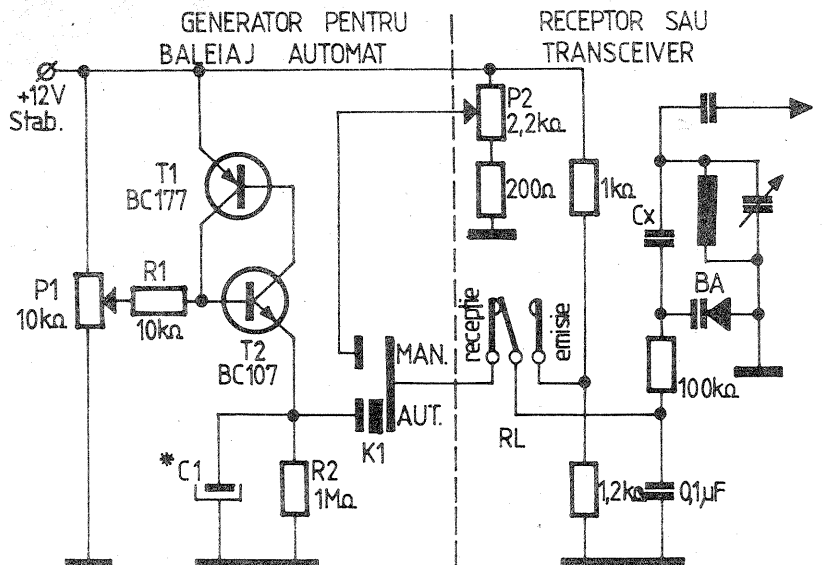 GENERATOR PENTRU
BALEIAJ AUTOMAT
RECEPTOR SAU
TRANSCEIVER
+12V
Stab.
P2
2,2kΩ
T1
BC177
200Ω
1kΩ
Cx
R1
P1
10kΩ
10kΩ
BA
T2
BC107
recepție
emisie
MAN.
100kΩ
AUT.
K1
RL
*C1
R2
1MΩ
1,2kΩ
0,1µF